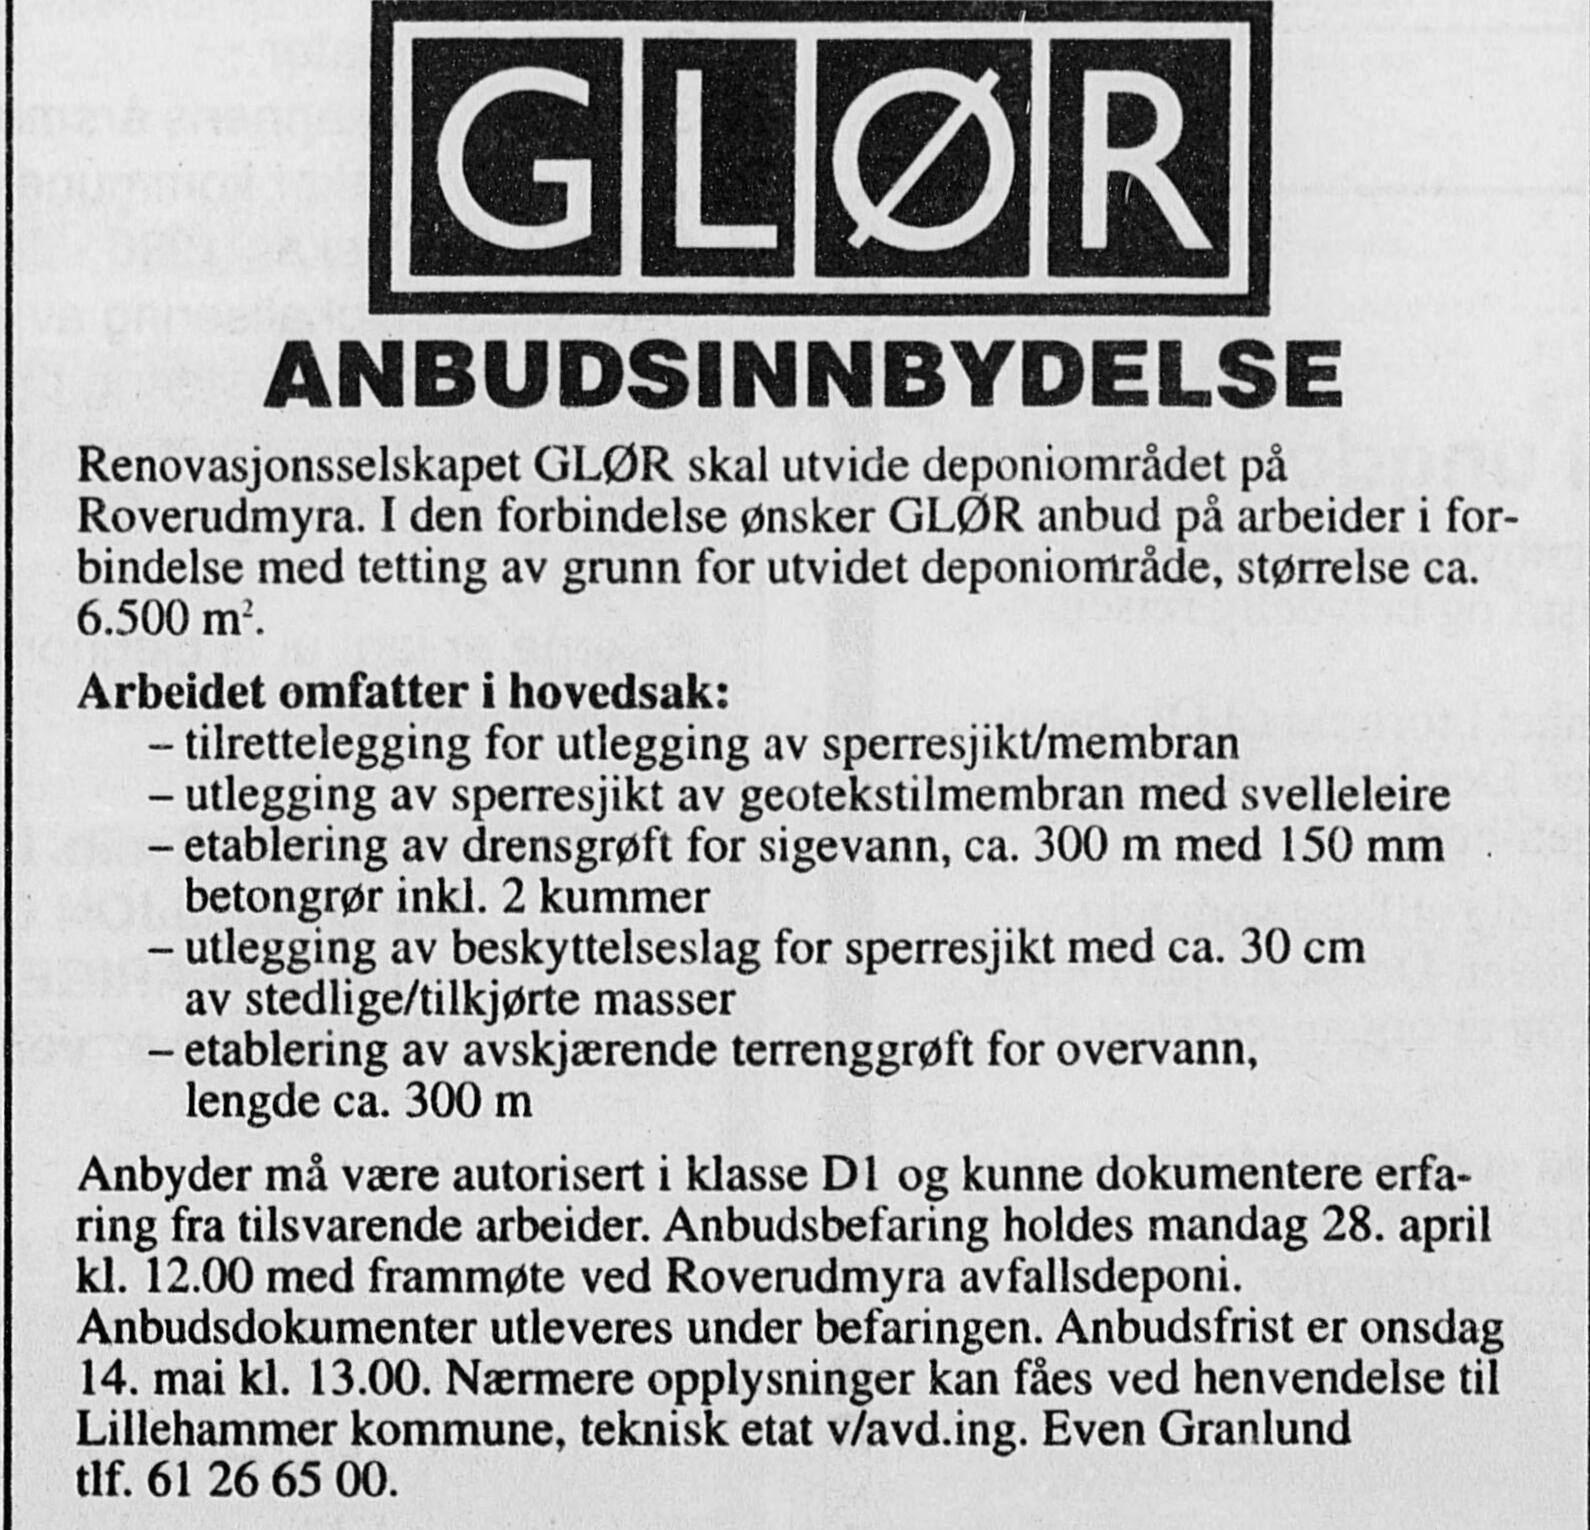 GLØR
ANBUDSINNBYDELSE
Renovasjonsselskapet GLØR skal utvide deponiområdet på
Roverudmyra. I den forbindelse ønsker GLØR anbud på arbeider i for-
bindelse med tetting av grunn for utvidet deponiområde, størrelse ca.
6.500 m².
Arbeidet omfatter i hovedsak:
– tilrettelegging for utlegging av sperresjikt/membran
– utlegging av sperresjikt av geotekstilmembran med svelleleire
– etablering av drensgrøft for sigevann, ca. 300 m med 150 mm
betongrør inkl. 2 kummer
– utlegging av beskyttelseslag for sperresjikt med ca. 30 cm
av stedlige/tilkjørte masser
– etablering av avskjærende terrenggrøft for overvann,
lengde ca. 300 m
Anbyder må være autorisert i klasse D1 og kunne dokumentere erfa-
ring fra tilsvarende arbeider. Anbudsbefaring holdes mandag 28. april
kl. 12.00 med frammøte ved Roverudmyra avfallsdeponi.
Anbudsdokumenter utleveres under befaringen. Anbudsfrist er onsdag
14. mai kl. 13.00. Nærmere opplysninger kan fåes ved henvendelse til
Lillehammer kommune, teknisk etat v/avd.ing. Even Granlund
tlf. 61 26 65 00.